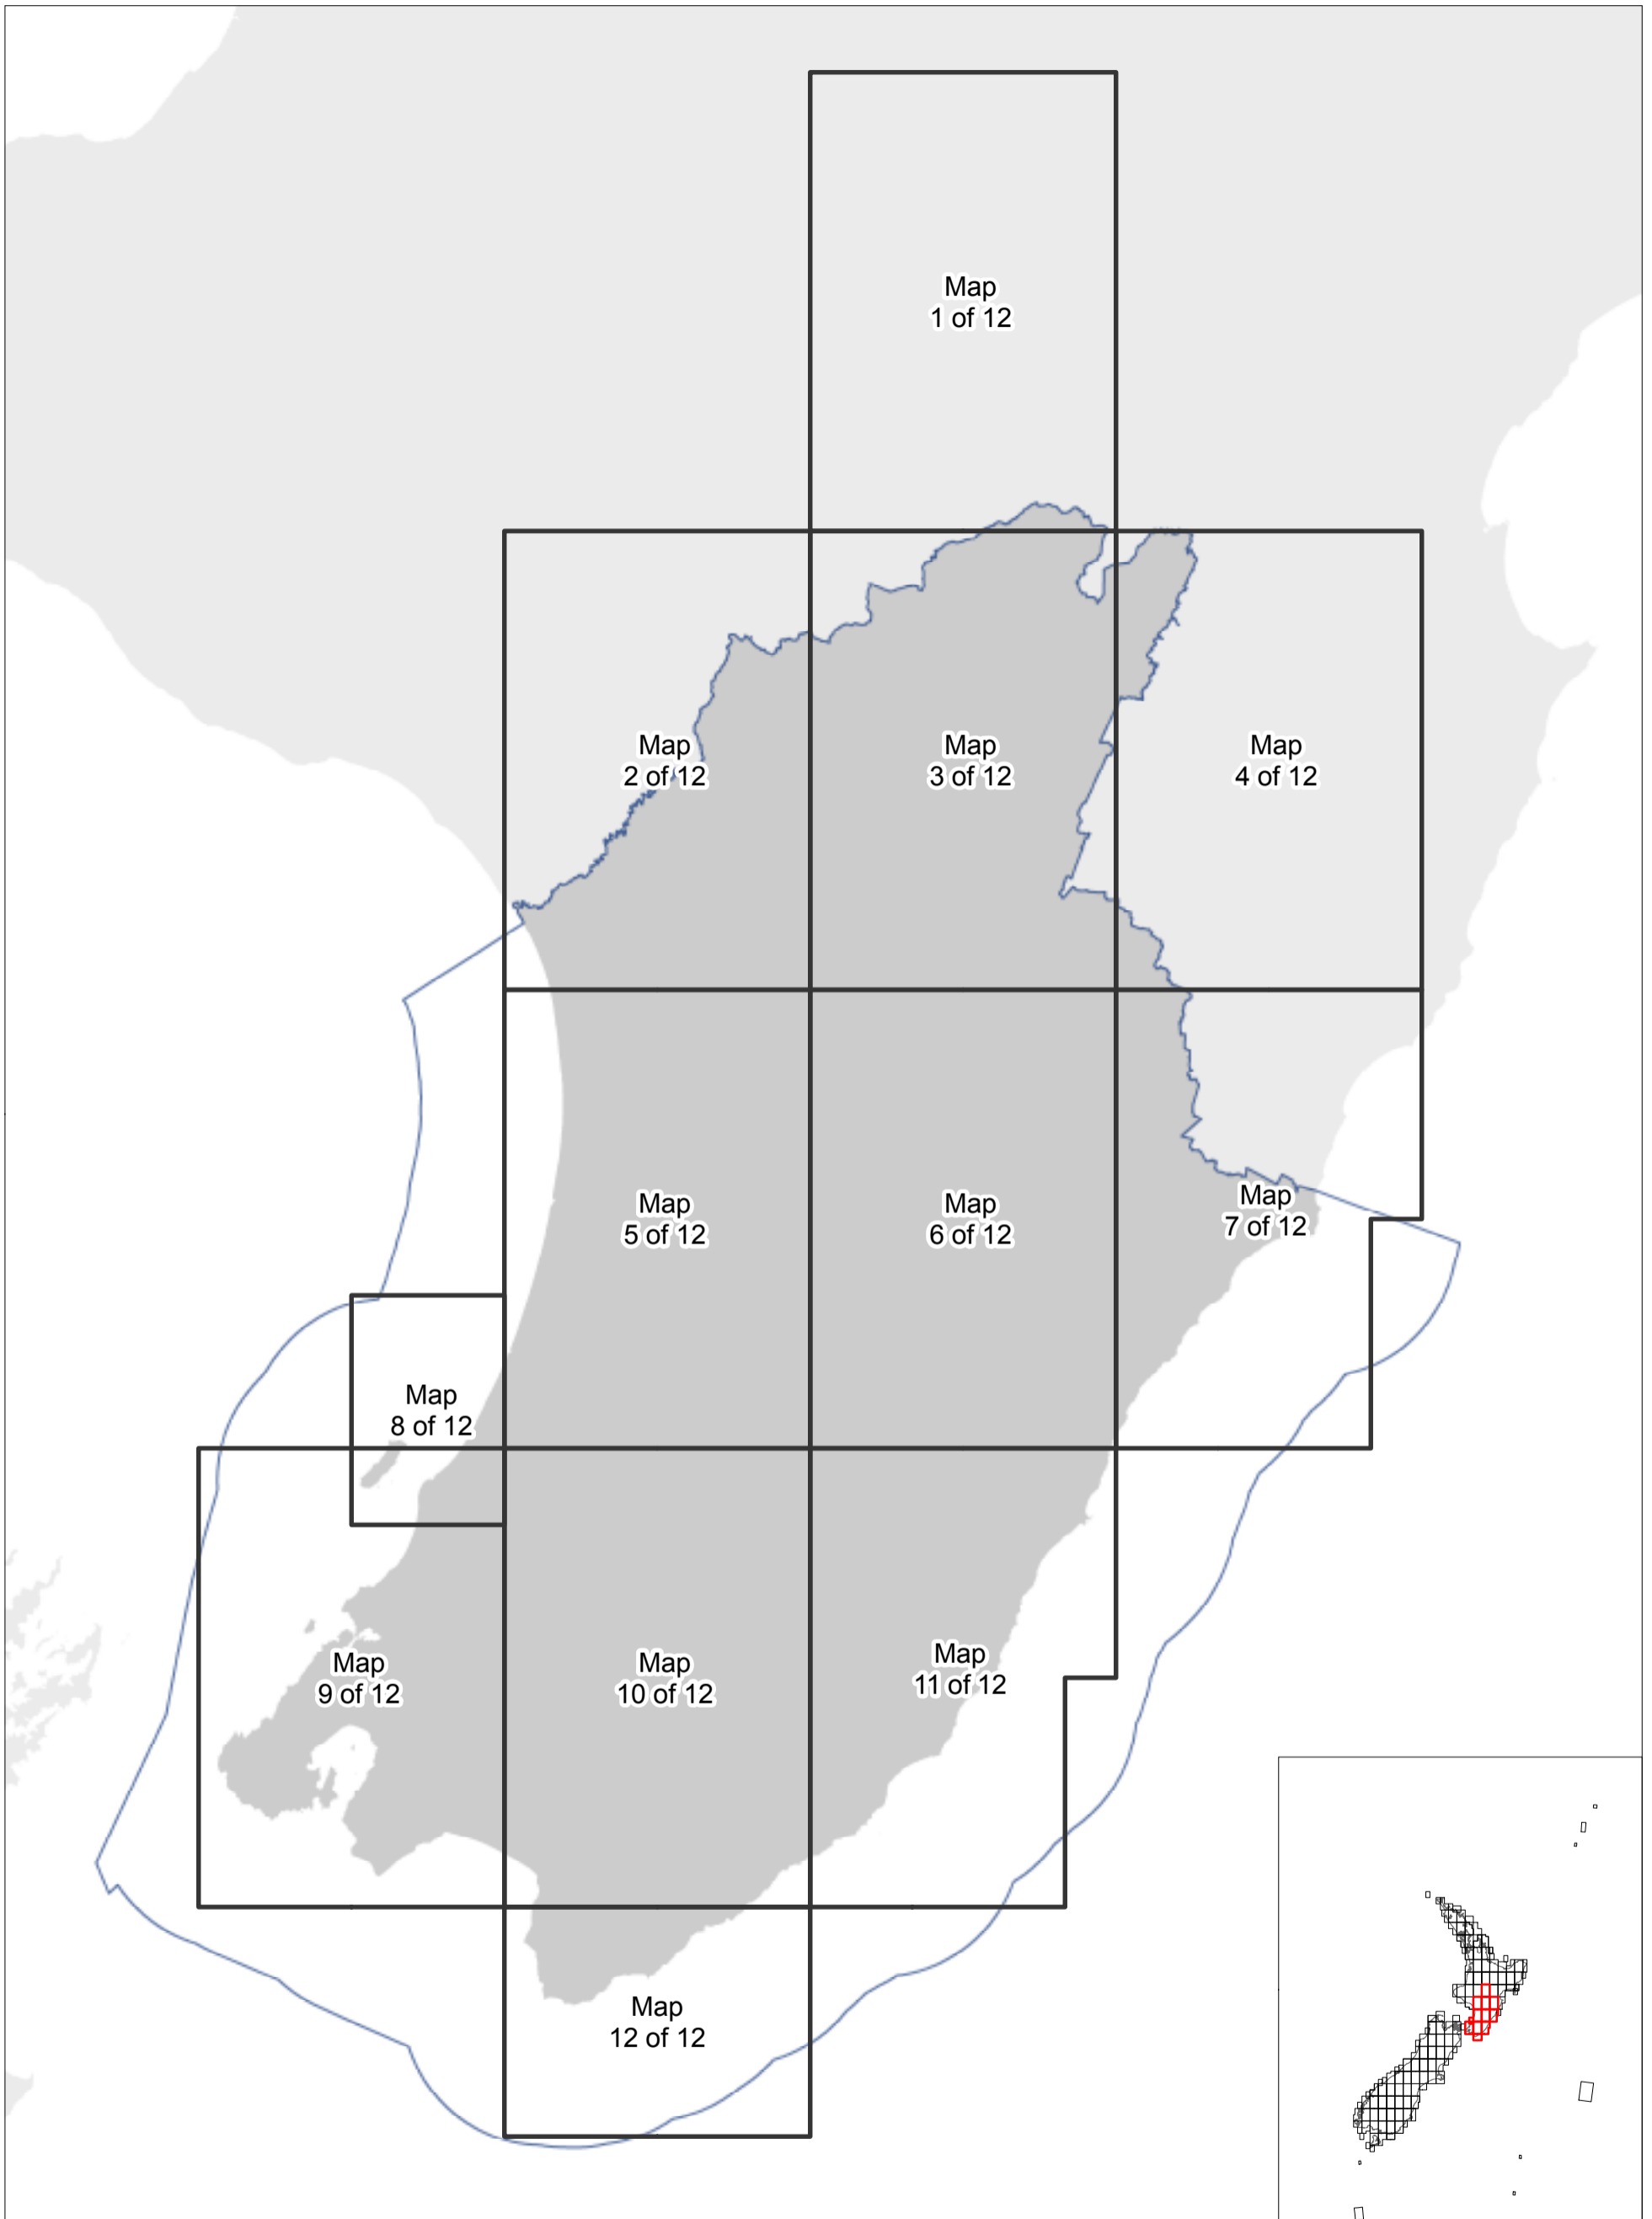 Map
1 of 12
Map
2 of 12
Map
3 of 12
Map
4 of 12
Map
5 of 12
Map
6 of 12
Map
7 of 12
Map
8 of 12
Map
9 of 12
Map
10 of 12
Map
11 of 12
Map
12 of 12